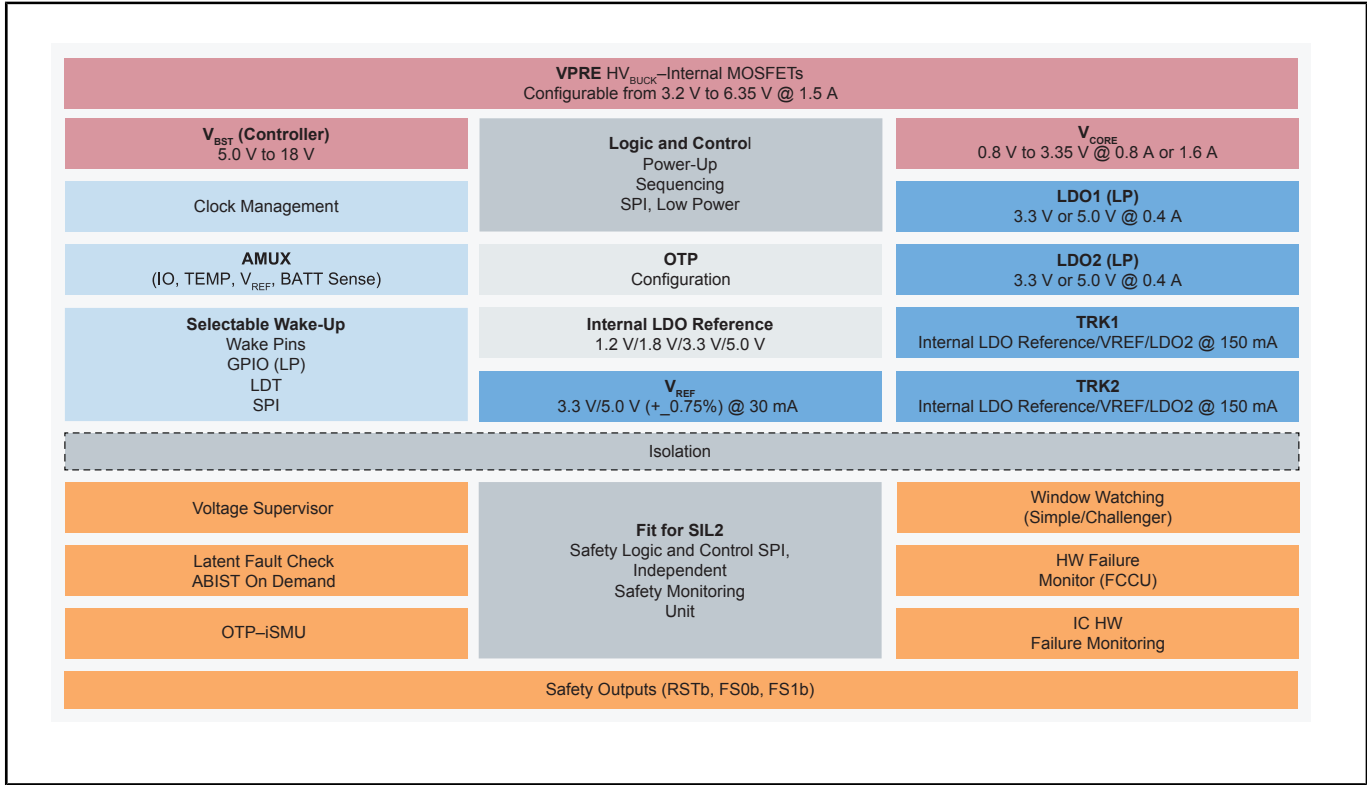 VPRE HV_BUCK–Internal MOSFETs
Configurable from 3.2 V to 6.35 V @ 1.5 A
V_BST (Controller)
5.0 V to 18 V
Logic and Control
Power-Up
Sequencing
SPI, Low Power
V_CORE
0.8 V to 3.35 V @ 0.8 A or 1.6 A
Clock Management
LDO1 (LP)
3.3 V or 5.0 V @ 0.4 A
AMUX
(IO, TEMP, V_REF, BATT Sense)
OTP
Configuration
LDO2 (LP)
3.3 V or 5.0 V @ 0.4 A
Selectable Wake-Up
Wake Pins
GPIO (LP)
LDT
SPI
Internal LDO Reference
1.2 V/1.8 V/3.3 V/5.0 V
TRK1
Internal LDO Reference/VREF/LDO2 @ 150 mA
V_REF
3.3 V/5.0 V (+_0.75%) @ 30 mA
TRK2
Internal LDO Reference/VREF/LDO2 @ 150 mA
Isolation
Voltage Supervisor
Latent Fault Check
ABIST On Demand
OTP–iSMU
Fit for SIL2
Safety Logic and Control SPI,
Independent
Safety Monitoring
Unit
Window Watching
(Simple/Challenger)
HW Failure
Monitor (FCCU)
IC HW
Failure Monitoring
Safety Outputs (RSTb, FS0b, FS1b)